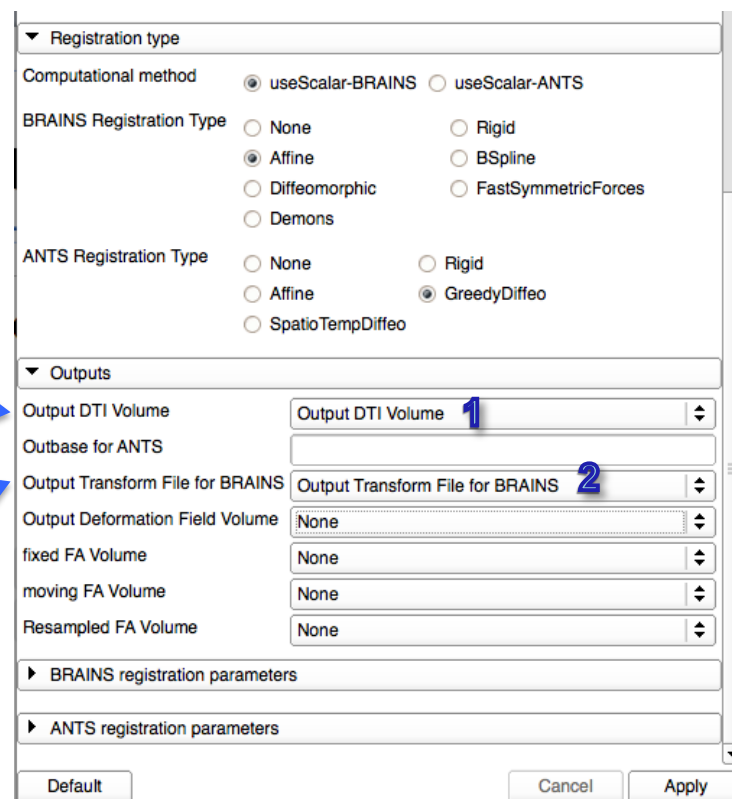 Registration type
Computational method useScalar-BRAINS useScalar-ANTS
BRAINS Registration Type None Rigid
Affine BSpline
Diffeomorphic FastSymmetricForces
Demons
ANTS Registration Type None Rigid
Affine GreedyDiffeo
SpatioTempDiffeo
Outputs
Output DTI Volume Output DTI Volume 1
Outbase for ANTS
Output Transform File for BRAINS Output Transform File for BRAINS 2
Output Deformation Field Volume None
fixed FA Volume None
moving FA Volume None
Resampled FA Volume None
BRAINS registration parameters
ANTS registration parameters
Default Cancel Apply